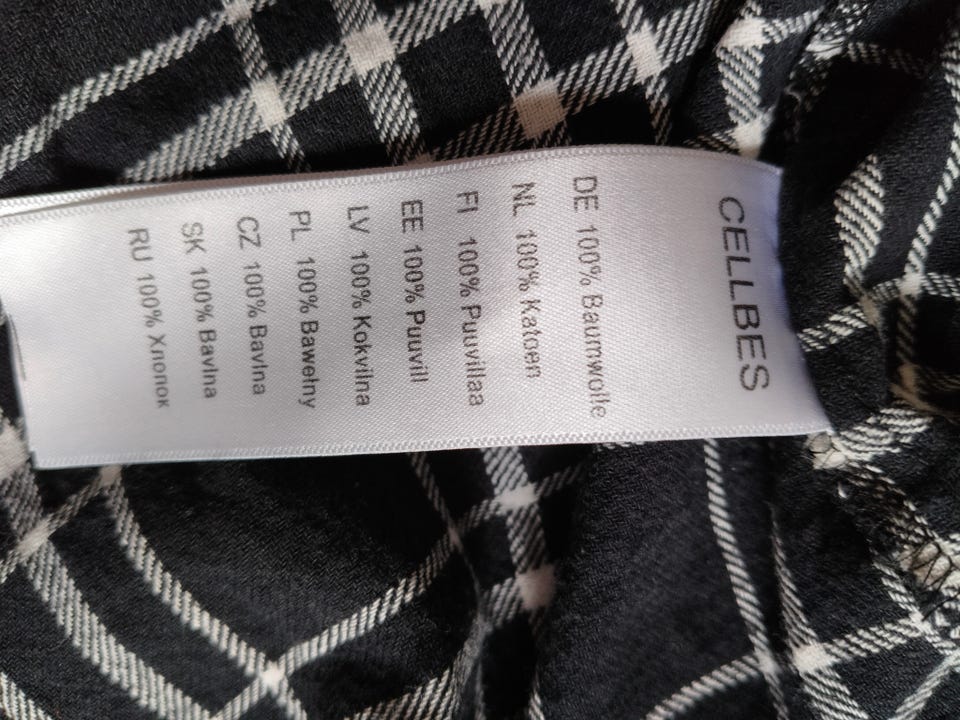 CELLBES
DE 100% Baumwolle
NL 100% Katoen
FI 100% Puuvillaa
EE 100% Puuvill
LV 100% Kokvilna
PL 100% Bawełny
CZ 100% Bavlna
SK 100% Bavlna
RU 100% Хлопок